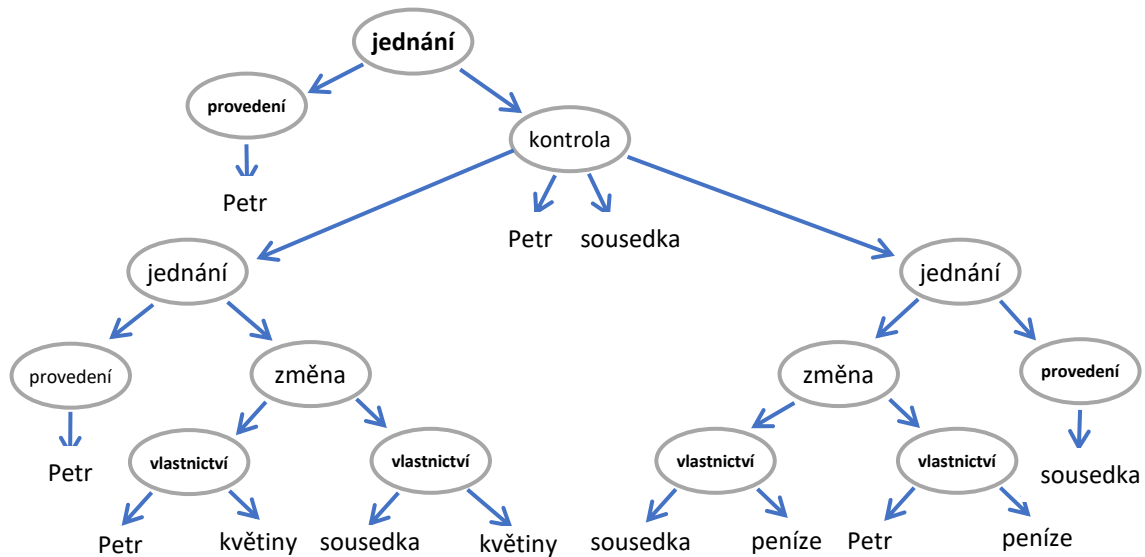 jednání
provedení
kontrola
Petr
Petr sousedka
jednání
jednání
provedení
změna
změna
provedení
vlastnictví
vlastnictví
vlastnictví
vlastnictví
Petr
sousedka
Petr
květiny
sousedka
květiny
sousedka
peníze
Petr
peníze